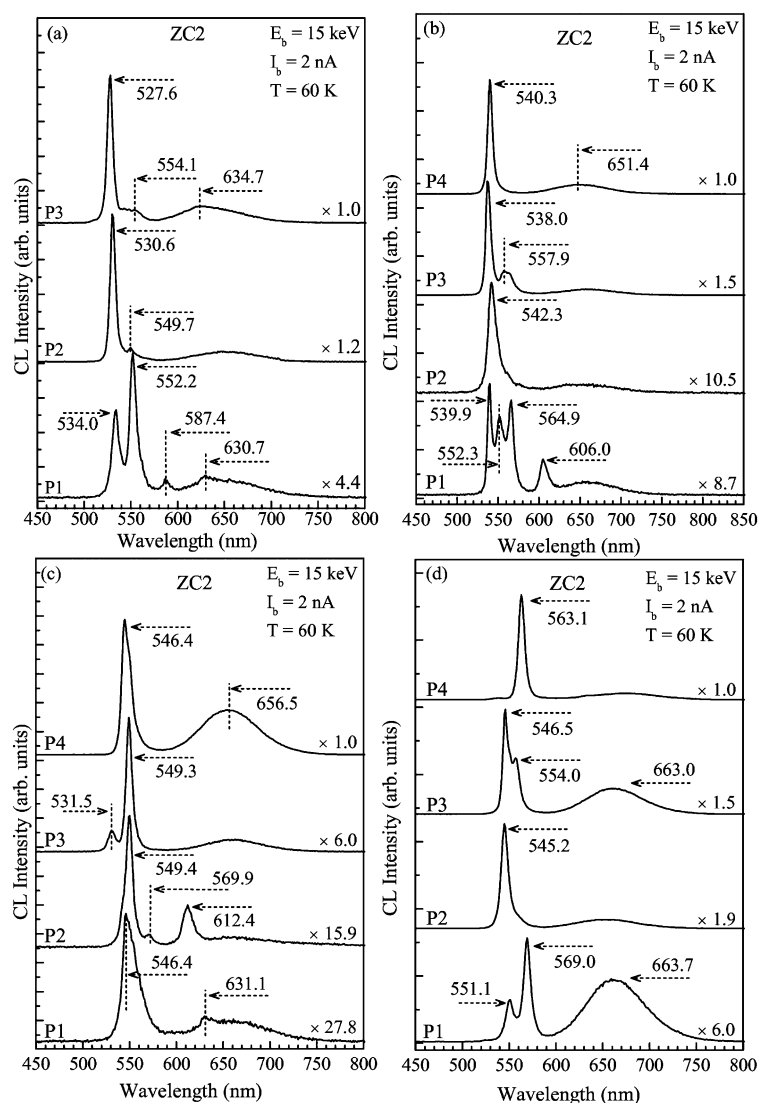 (a)
ZC2
E_b = 15 keV
I_b = 2 nA
T = 60 K
527.6
554.1
634.7
P3
× 1.0
530.6
549.7
P2
× 1.2
552.2
534.0
587.4
630.7
P1
× 4.4
450 500 550 600 650 700 750 800
Wavelength (nm)
CL Intensity (arb. units)
(b)
ZC2
E_b = 15 keV
I_b = 2 nA
T = 60 K
540.3
651.4
P4
× 1.0
538.0
557.9
P3
× 1.5
542.3
P2
× 10.5
539.9
564.9
552.3
606.0
P1
× 8.7
450 500 550 600 650 700 750 800 850
Wavelength (nm)
CL Intensity (arb. units)
(c)
ZC2
E_b = 15 keV
I_b = 2 nA
T = 60 K
546.4
656.5
P4
× 1.0
549.3
531.5
P3
× 6.0
549.4
569.9
612.4
P2
× 15.9
546.4
631.1
P1
× 27.8
450 500 550 600 650 700 750 800
Wavelength (nm)
CL Intensity (arb. units)
(d)
ZC2
E_b = 15 keV
I_b = 2 nA
T = 60 K
563.1
P4
× 1.0
546.5
554.0
663.0
P3
× 1.5
545.2
P2
× 1.9
569.0
551.1
663.7
P1
× 6.0
450 500 550 600 650 700 750 800
Wavelength (nm)
CL Intensity (arb. units)